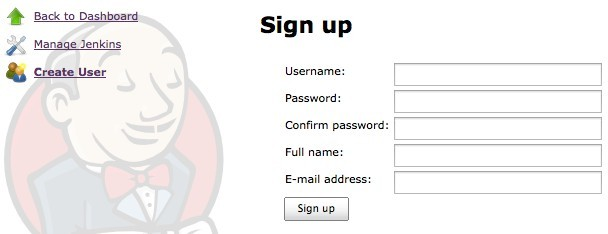 Back to Dashboard
Manage Jenkins
Create User
Sign up
Username:
Password:
Confirm password:
Full name:
E-mail address:
Sign up